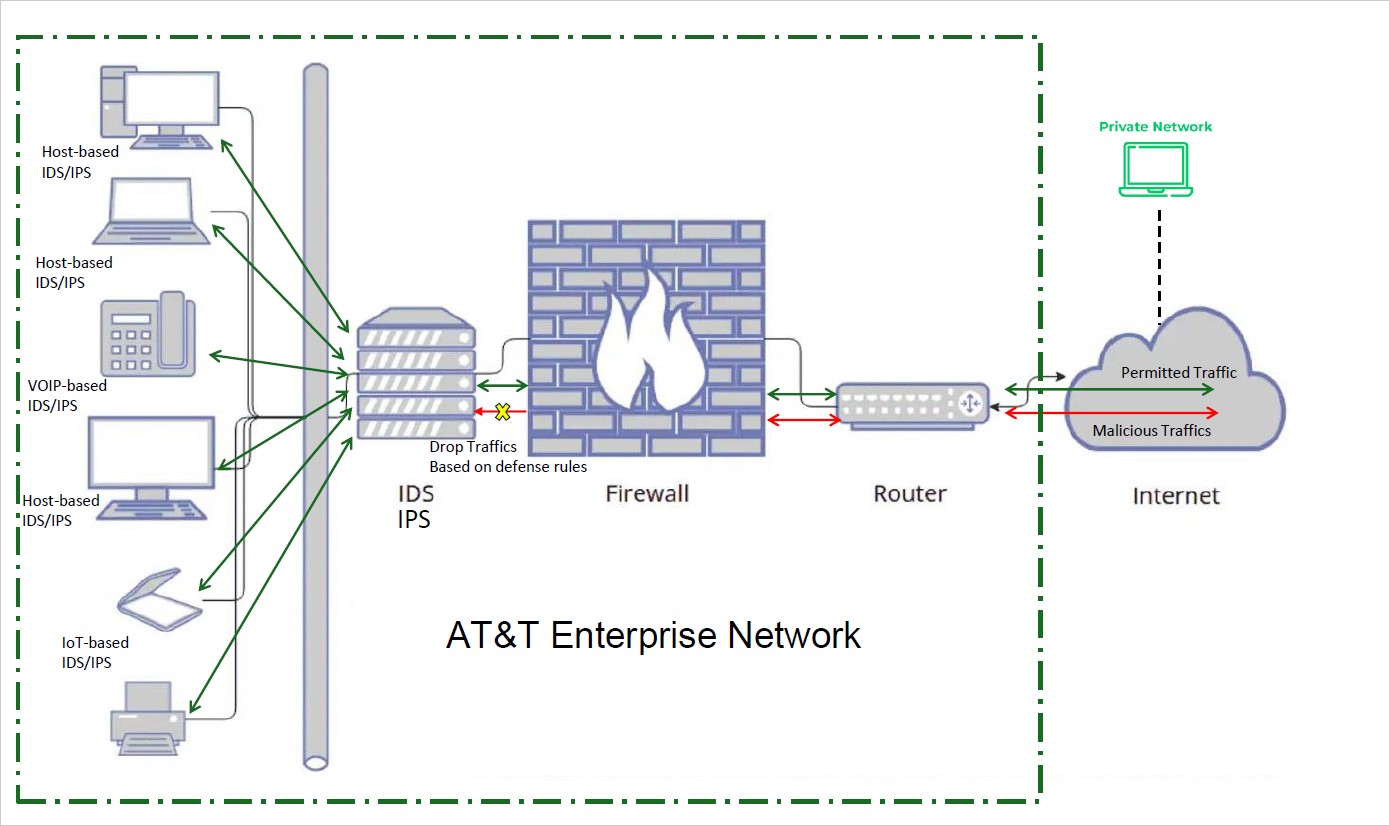 Private Network
Host-based
IDS/IPS
Host-based
IDS/IPS
VOIP-based
IDS/IPS
Host-based
IDS/IPS
IoT-based
IDS/IPS
Drop Traffics
Based on defense rules
IDS
IPS
Firewall
Router
Permitted Traffic
Malicious Traffics
Internet
AT&T Enterprise Network